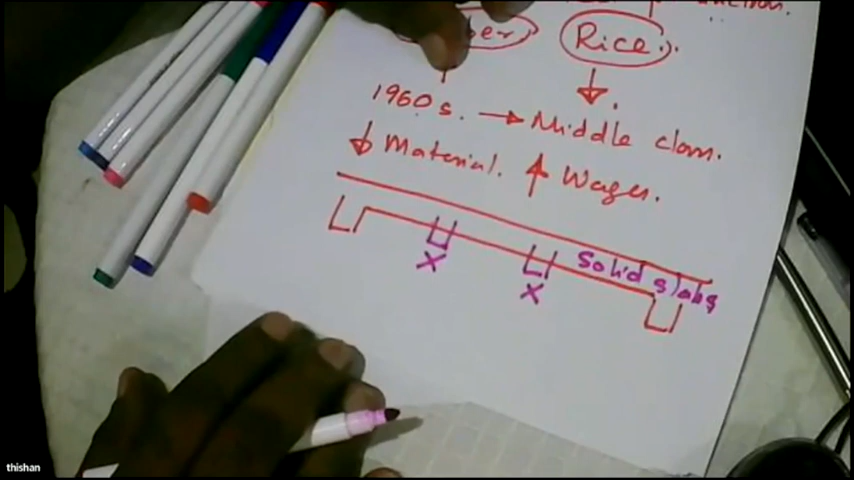 Rice.
1960s. → Middle class.
↓ Material. ↑ Wages.
Solid slabs
X
X
thishan